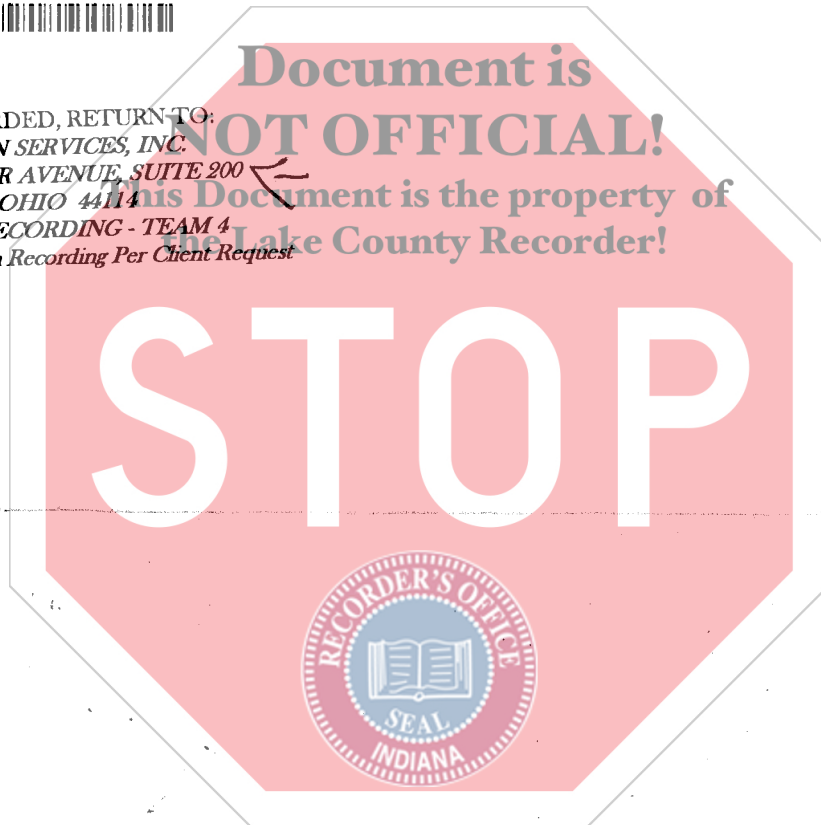 Document is
NOT OFFICIAL!
This Document is the property of
the Lake County Recorder!
RDED, RETURN TO:
N SERVICES, INC.
R AVENUE, SUITE 200
OHIO 44114
ECORDING - TEAM 4
Recording Per Client Request
STOP
RECORDER'S OFFICE
SEAL
INDIANA